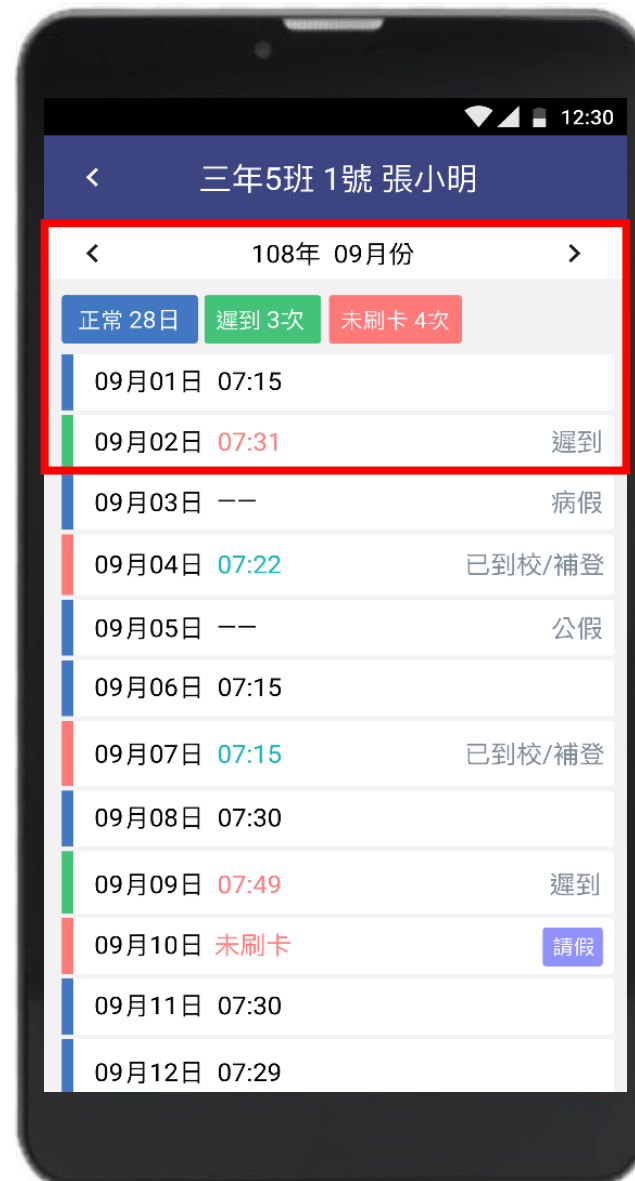 12:30
三年5班 1號 張小明
108年 09月份
正常 28日 遲到 3次 未刷卡 4次
09月01日 07:15
09月02日 07:31 遲到
09月03日 —— 病假
09月04日 07:22 已到校/補登
09月05日 —— 公假
09月06日 07:15
09月07日 07:15 已到校/補登
09月08日 07:30
09月09日 07:49 遲到
09月10日 未刷卡 請假
09月11日 07:30
09月12日 07:29